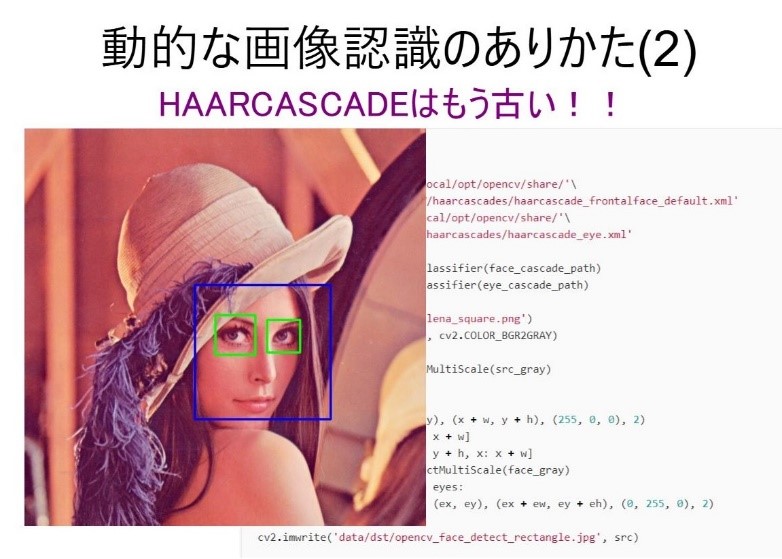 動的な画像認識のありかた(2)
HAARCASCADEはもう古い！！
ocal/opt/opencv/share/'\
/haarcascades/haarcascade_frontalface_default.xml'
cal/opt/opencv/share/'\
haarcascades/haarcascade_eye.xml'
lassifier(face_cascade_path)
assifier(eye_cascade_path)
lena_square.png')
, cv2.COLOR_BGR2GRAY)
MultiScale(src_gray)
y), (x + w, y + h), (255, 0, 0), 2)
x + w]
y + h, x: x + w]
ctMultiScale(face_gray)
eyes:
(ex, ey), (ex + ew, ey + eh), (0, 255, 0), 2)
cv2.imwrite('data/dst/opencv_face_detect_rectangle.jpg', src)